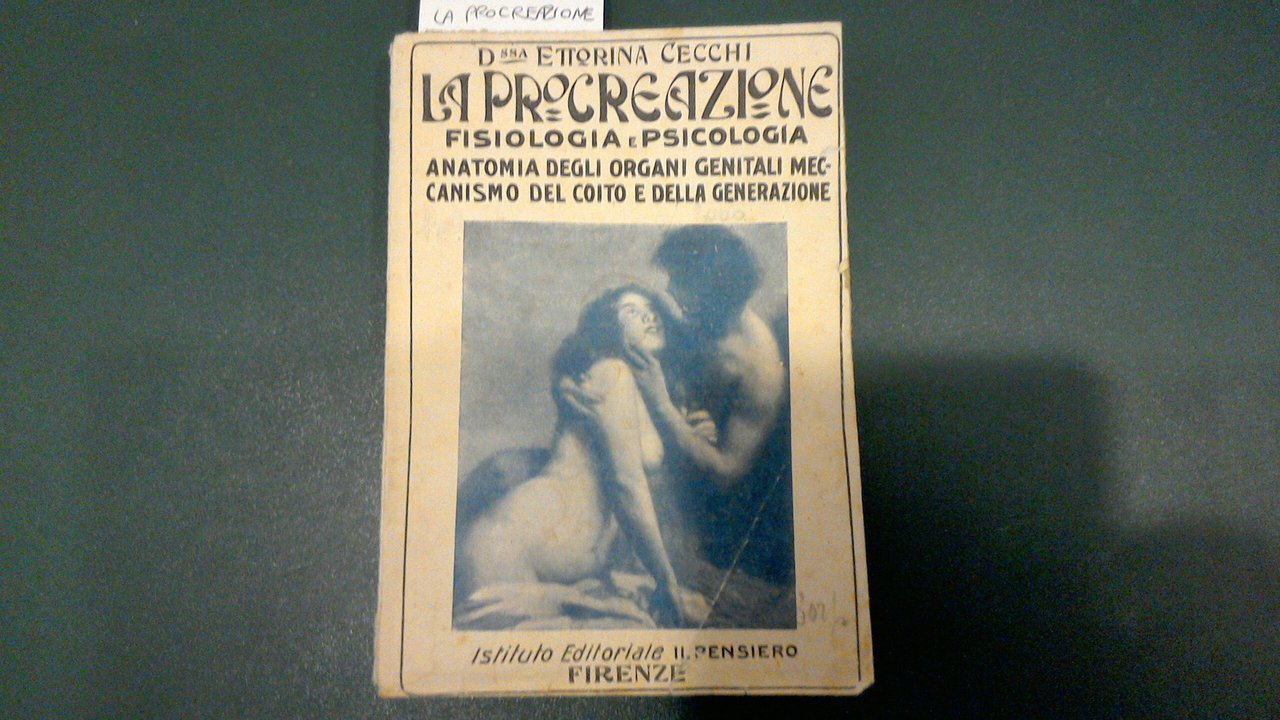 LA PROCREAZIONE
Dssa ETTORINA CECCHI
LA PROCREAZIONE
FISIOLOGIA E PSICOLOGIA
ANATOMIA DEGLI ORGANI GENITALI MEC-
CANISMO DEL COITO E DELLA GENERAZIONE
Istituto Editoriale IL PENSIERO
FIRENZE